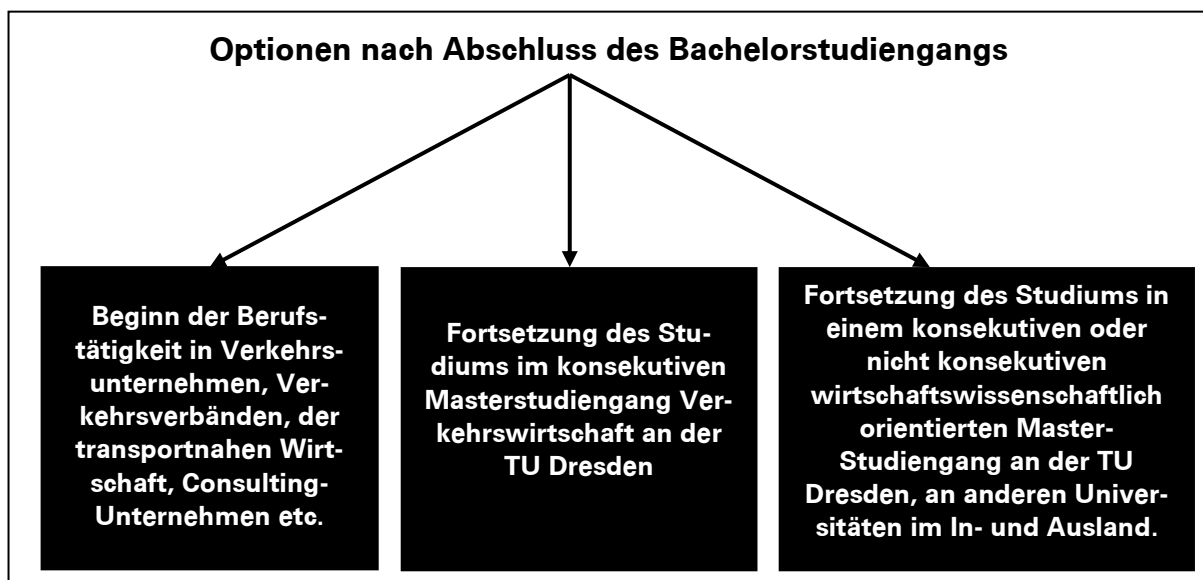 Optionen nach Abschluss des Bachelorstudiengangs
Beginn der Berufs-
tätigkeit in Verkehrs-
unternehmen, Ver-
kehrsverbänden, der
transportnahen Wirt-
schaft, Consulting-
Unternehmen etc.
Fortsetzung des Stu-
diums im konsekutiven
Masterstudiengang Ver-
kehrswirtschaft an der
TU Dresden
Fortsetzung des Studiums in
einem konsekutiven oder
nicht konsekutiven
wirtschaftswissenschaftlich
orientierten Master-
Studiengang an der TU
Dresden, an anderen Univer-
sitäten im In- und Ausland.